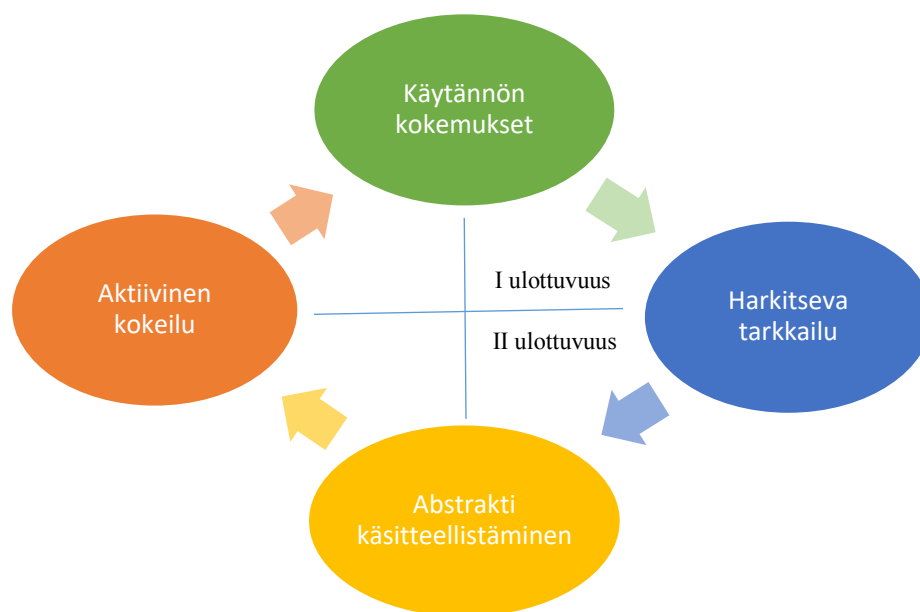 Käytännön
kokemukset
I ulottuvuus
Aktiivinen
kokeilu
Harkitseva
tarkkailu
II ulottuvuus
Abstrakti
käsitteellistäminen